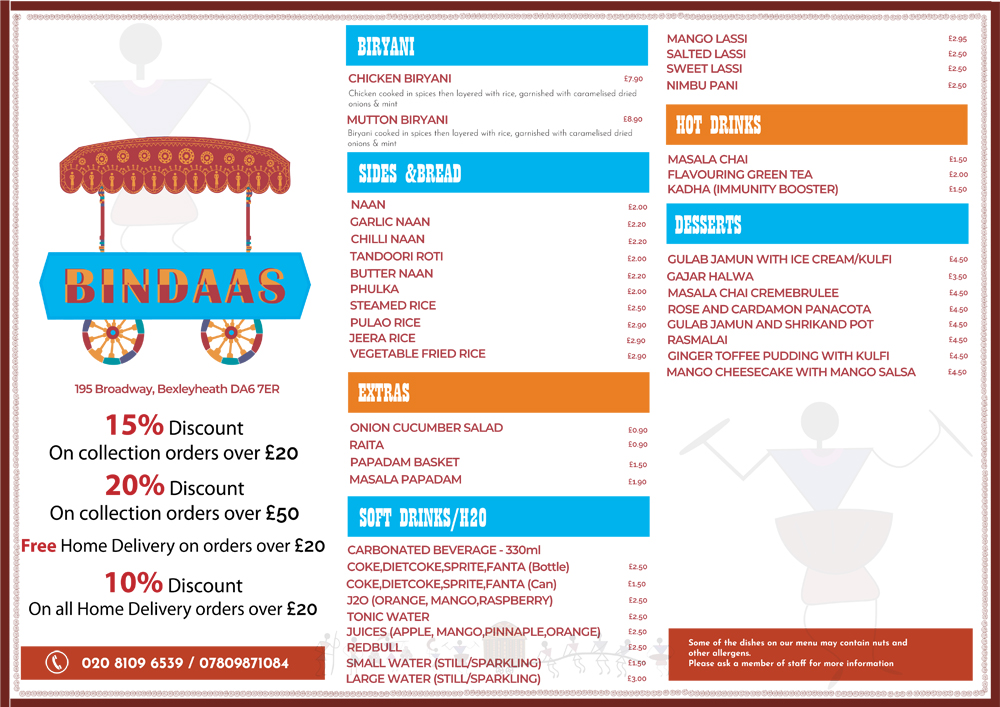 BINDAAS
195 Broadway, Bexleyheath DA6 7ER
15% Discount
On collection orders over £20
20% Discount
On collection orders over £50
Free Home Delivery on orders over £20
10% Discount
On all Home Delivery orders over £20
020 8109 6539 / 07809871084
BIRYANI
CHICKEN BIRYANI £7.90
Chicken cooked in spices then layered with rice, garnished with caramelised dried
onions & mint
MUTTON BIRYANI £8.90
Biryani cooked in spices then layered with rice, garnished with caramelised dried
onions & mint
SIDES &BREAD
NAAN £2.00
GARLIC NAAN £2.20
CHILLI NAAN £2.20
TANDOORI ROTI £2.00
BUTTER NAAN £2.20
PHULKA £2.00
STEAMED RICE £2.50
PULAO RICE £2.90
JEERA RICE £2.90
VEGETABLE FRIED RICE £2.90
EXTRAS
ONION CUCUMBER SALAD £0.90
RAITA £0.90
PAPADAM BASKET £1.50
MASALA PAPADAM £1.90
SOFT DRINKS/H20
CARBONATED BEVERAGE - 330ml
COKE,DIETCOKE,SPRITE,FANTA (Bottle) £2.50
COKE,DIETCOKE,SPRITE,FANTA (Can) £1.50
J2O (ORANGE, MANGO,RASPBERRY) £2.50
TONIC WATER £2.50
JUICES (APPLE, MANGO,PINNAPLE,ORANGE) £2.50
REDBULL £2.50
SMALL WATER (STILL/SPARKLING) £1.50
LARGE WATER (STILL/SPARKLING) £3.00
MANGO LASSI £2.95
SALTED LASSI £2.50
SWEET LASSI £2.50
NIMBU PANI £2.50
HOT DRINKS
MASALA CHAI £1.50
FLAVOURING GREEN TEA £2.00
KADHA (IMMUNITY BOOSTER) £1.50
DESSERTS
GULAB JAMUN WITH ICE CREAM/KULFI £4.50
GAJAR HALWA £3.50
MASALA CHAI CREMEBRULEE £4.50
ROSE AND CARDAMON PANACOTA £4.50
GULAB JAMUN AND SHRIKAND POT £4.50
RASMALAI £4.50
GINGER TOFFEE PUDDING WITH KULFI £4.50
MANGO CHEESECAKE WITH MANGO SALSA £4.50
Some of the dishes on our menu may contain nuts and
other allergens.
Please ask a member of staff for more information